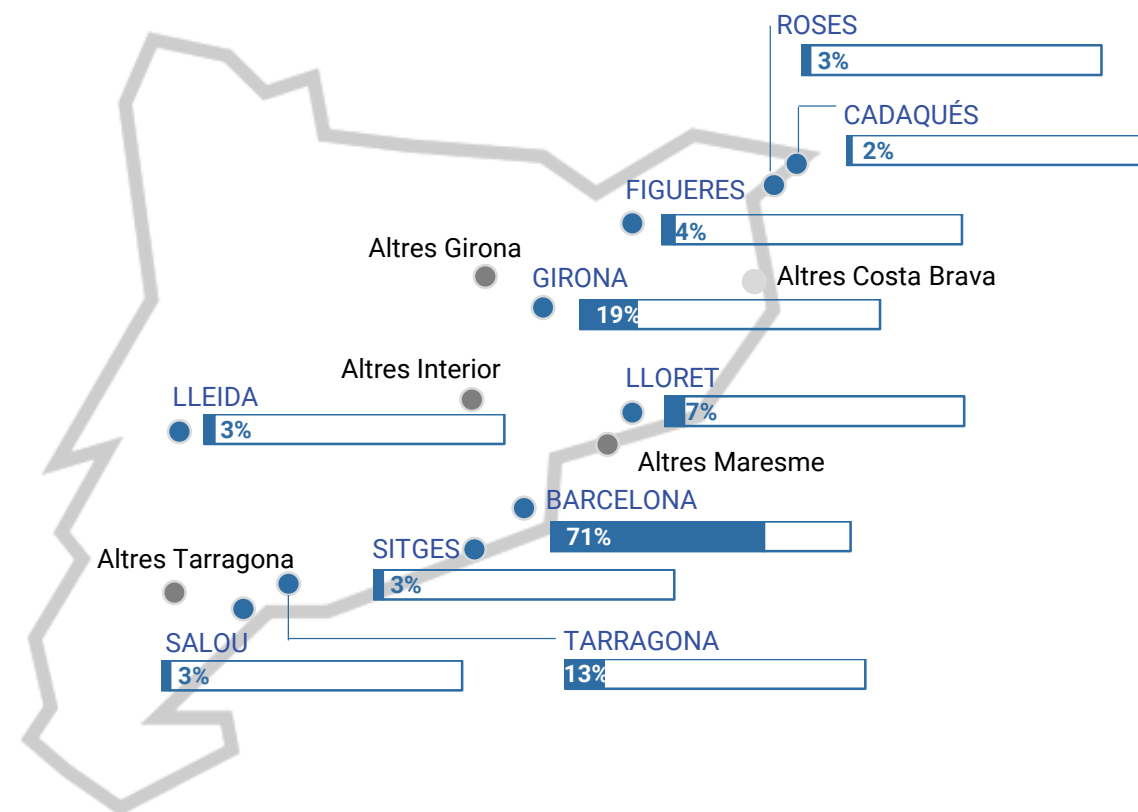 ROSES
3%
CADAQUÉS
2%
FIGUERES
4%
Altres Girona
GIRONA
19%
Altres Costa Brava
Altres Interior
LLEIDA
3%
LLORET
7%
Altres Maresme
BARCELONA
71%
SITGES
3%
Altres Tarragona
SALOU
3%
TARRAGONA
13%